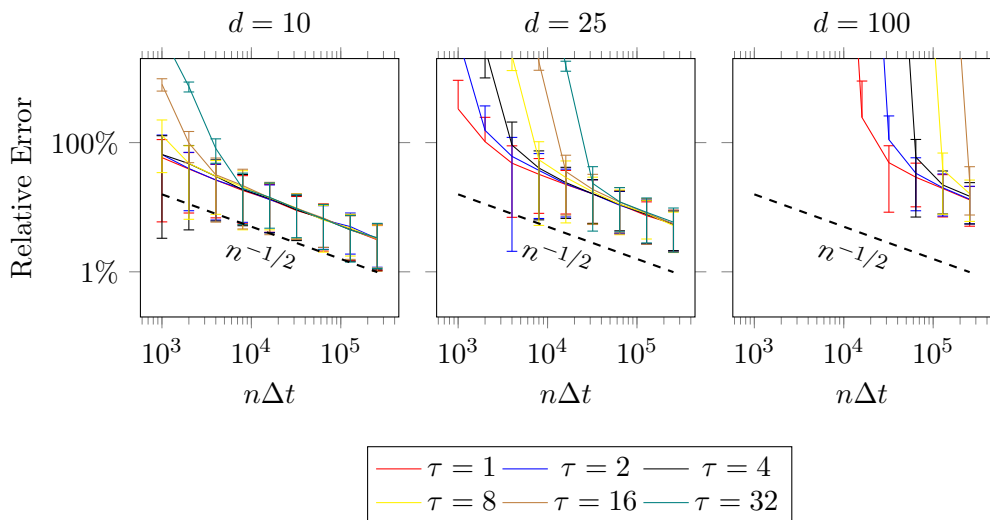 d = 10
d = 25
d = 100
Relative Error
100%
1%
n^{-1/2}
n^{-1/2}
n^{-1/2}
10^3 10^4 10^5
10^3 10^4 10^5
10^3 10^4 10^5
nΔt
nΔt
nΔt
τ = 1 τ = 2 τ = 4
τ = 8 τ = 16 τ = 32